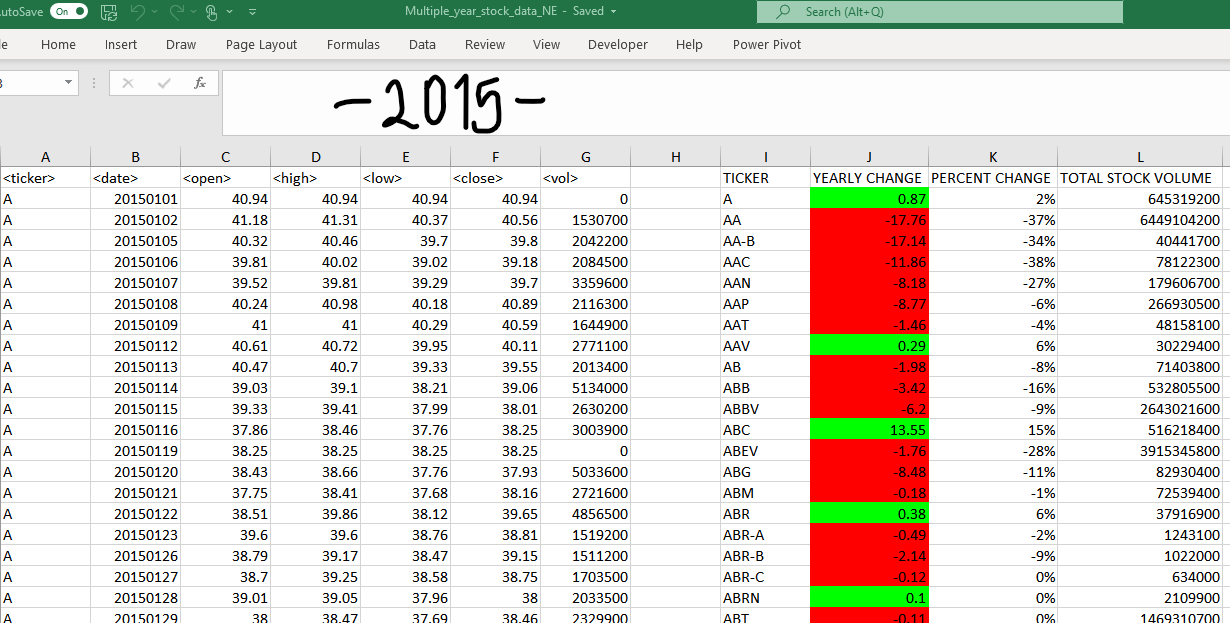 utoSave On Multiple_year_stock_data_NE - Saved Search (Alt+Q)
le Home Insert Draw Page Layout Formulas Data Review View Developer Help Power Pivot
3 fx
-2015-
A B C D E F G H I J K L
<ticker> <date> <open> <high> <low> <close> <vol> TICKER YEARLY CHANGE PERCENT CHANGE TOTAL STOCK VOLUME
A 20150101 40.94 40.94 40.94 40.94 0 A 0.87 2% 645319200
A 20150102 41.18 41.31 40.37 40.56 1530700 AA -17.76 -37% 6449104200
A 20150105 40.32 40.46 39.7 39.8 2042200 AA-B -17.14 -34% 40441700
A 20150106 39.81 40.02 39.02 39.18 2084500 AAC -11.86 -38% 78122300
A 20150107 39.52 39.81 39.29 39.7 3359600 AAN -8.18 -27% 179606700
A 20150108 40.24 40.98 40.18 40.89 2116300 AAP -8.77 -6% 266930500
A 20150109 41 41 40.29 40.59 1644900 AAT -1.46 -4% 48158100
A 20150112 40.61 40.72 39.95 40.11 2771100 AAV 0.29 6% 30229400
A 20150113 40.47 40.7 39.33 39.55 2013400 AB -1.98 -8% 71403800
A 20150114 39.03 39.1 38.21 39.06 5134000 ABB -3.42 -16% 532805500
A 20150115 39.33 39.41 37.99 38.01 2630200 ABBV -6.2 -9% 2643021600
A 20150116 37.86 38.46 37.76 38.25 3003900 ABC 13.55 15% 516218400
A 20150119 38.25 38.25 38.25 38.25 0 ABEV -1.76 -28% 3915345800
A 20150120 38.43 38.66 37.76 37.93 5033600 ABG -8.48 -11% 82930400
A 20150121 37.75 38.41 37.68 38.16 2721600 ABM -0.18 -1% 72539400
A 20150122 38.51 39.86 38.12 39.65 4856500 ABR 0.38 6% 37916900
A 20150123 39.6 39.6 38.76 38.81 1519200 ABR-A -0.49 -2% 1243100
A 20150126 38.79 39.17 38.47 39.15 1511200 ABR-B -2.14 -9% 1022000
A 20150127 38.7 39.25 38.58 38.75 1703500 ABR-C -0.12 0% 634000
A 20150128 39.01 39.05 37.96 38 2033500 ABRN 0.1 0% 2109900
A 20150129 38 38.47 37.69 38.46 2329900 ABT -0.11 0% 1469310700